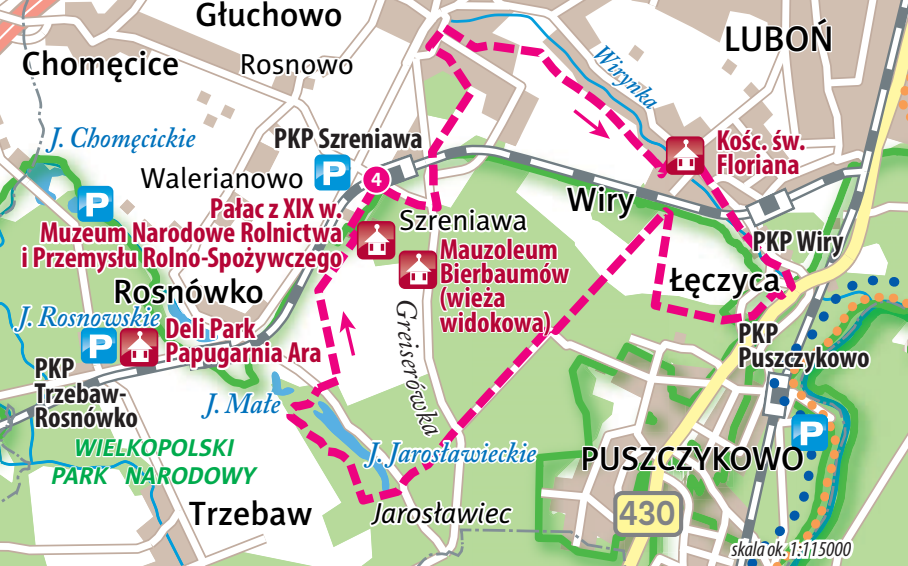 Głuchowo
LUBOŃ
Chomęcice
Rosnowo
Wirynka
J. Chomęcickie
PKP Szreniawa
P
Kośc. św.
Floriana
Walerianowo
4
P
Pałac z XIX w.
Muzeum Narodowe Rolnictwa
i Przemysłu Rolno-Spożywczego
Szreniawa
Wiry
Mauzoleum
Bierbaumów
(wieża
widokowa)
PKP Wiry
Łęczyca
Rosnówko
J. Rosnowskie
P
Deli Park
Papugarnia Ara
Greiserówka
PKP
Puszczykowo
PKP
Trzebaw-
Rosnówko
J. Małe
WIELKOPOLSKI
PARK NARODOWY
J. Jarosławieckie
P
PUSZCZYKOWO
Trzebaw
Jarosławiec
430
skala ok. 1:115000